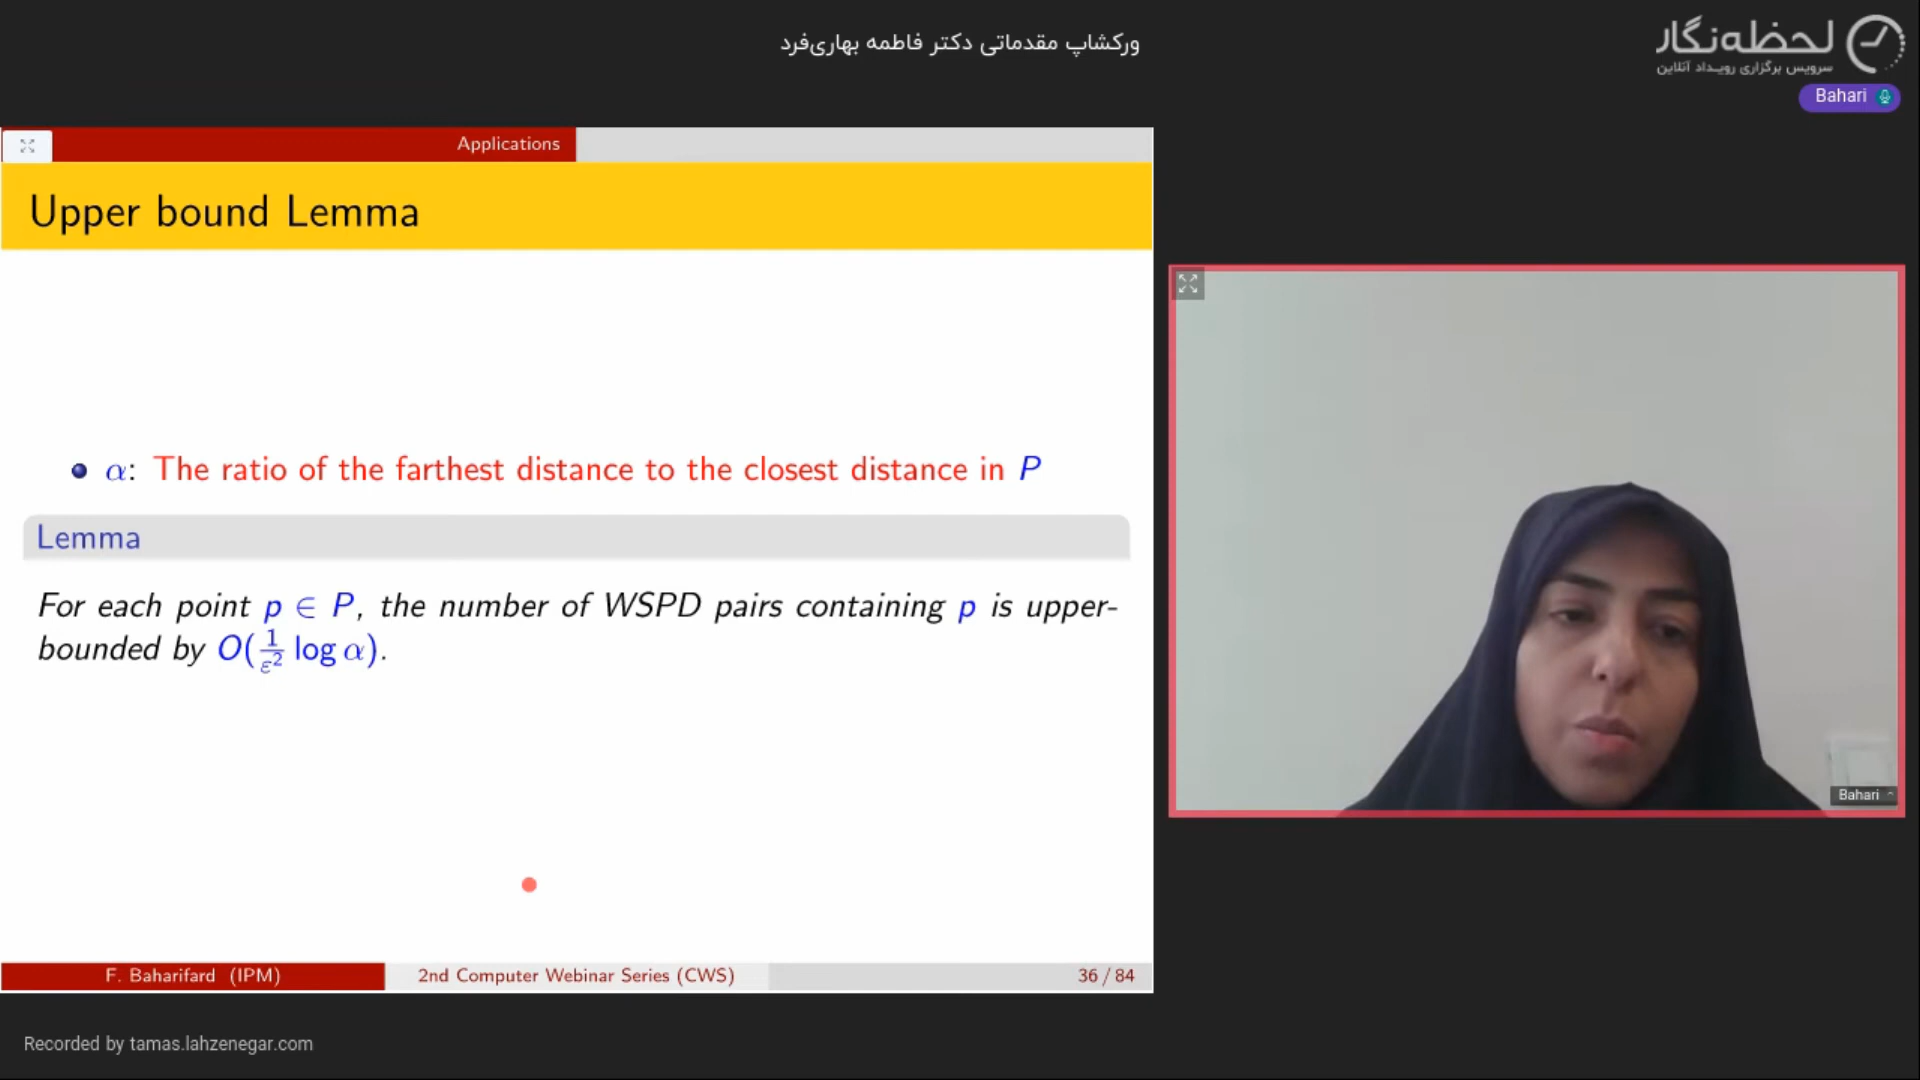 ورکشاپ مقدماتی دکتر فاطمه بهاری‌فرد
لحظه‌نگار
سرویس برگزاری رویداد آنلاین
Bahari
Applications
Upper bound Lemma
α: The ratio of the farthest distance to the closest distance in P
Lemma
For each point p ∈ P, the number of WSPD pairs containing p is upper-
bounded by O(1/ε² log α).
Bahari
F. Baharifard (IPM)
2nd Computer Webinar Series (CWS)
36 / 84
Recorded by tamas.lahzenegar.com